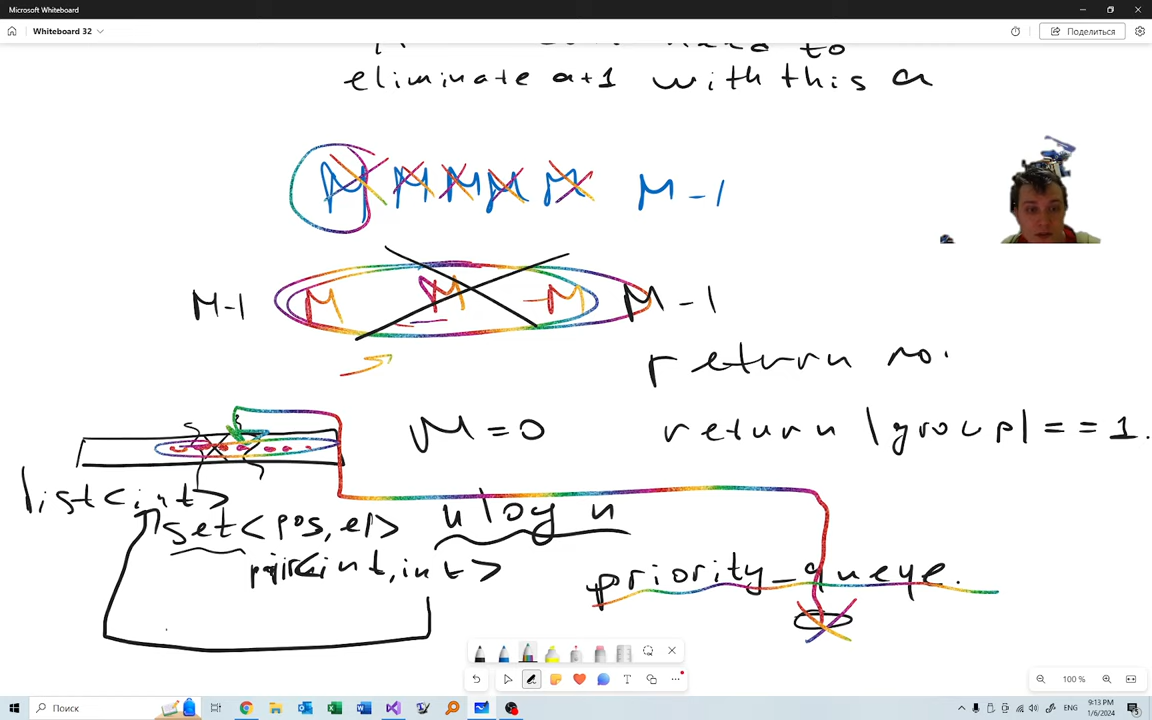 Microsoft Whiteboard
Whiteboard 32
Поделиться
eliminate a+1 with this a
M M M M M M-1
M-1 M M M M-1
return no.
M=0 return |group|==1.
list<int>
set<pos, el> n log n
int, int>
priority_queue.
100 %
Поиск
ENG
9:13 PM
1/6/2024